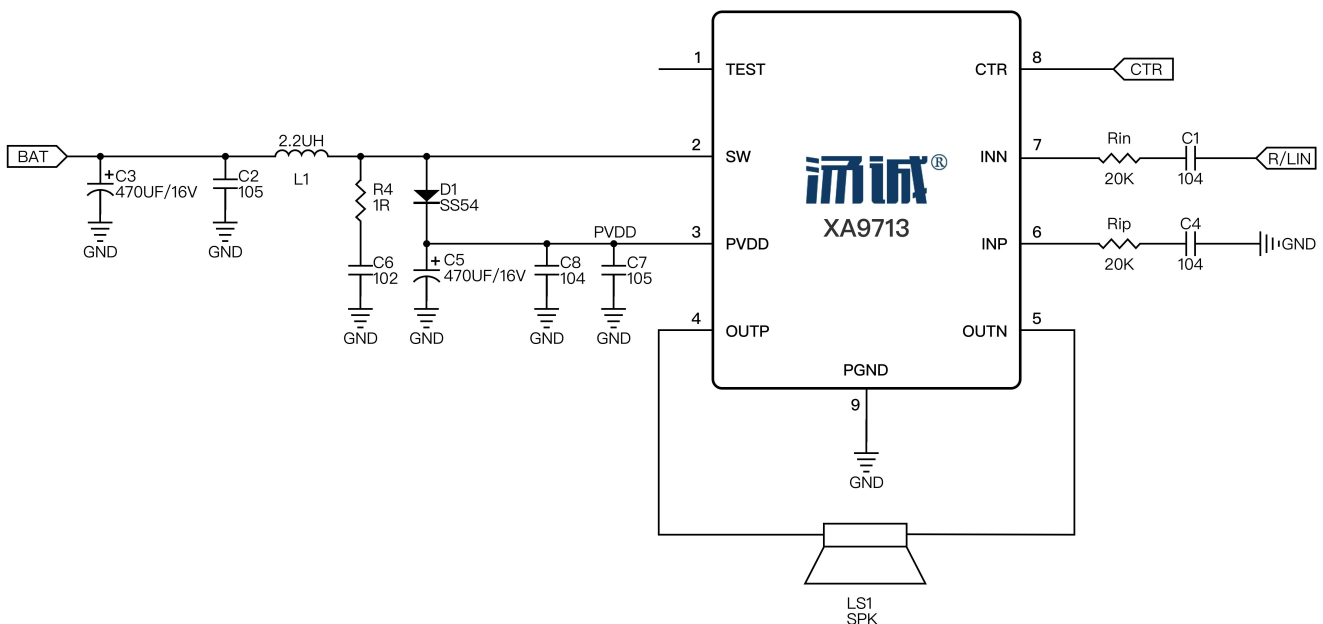 1
TEST
CTR
8
CTR
BAT
2.2UH
L1
2
SW
汤诚®
XA9713
INN
7
Rin
20K
C1
104
R/LIN
+
C3
470UF/16V
GND
C2
105
GND
R4
1R
D1
SS54
3
PVDD
PVDD
INP
6
Rip
20K
C4
104
GND
C6
102
GND
+
C5
470UF/16V
GND
C8
104
GND
C7
105
GND
4
OUTP
OUTN
5
PGND
9
GND
LS1
SPK